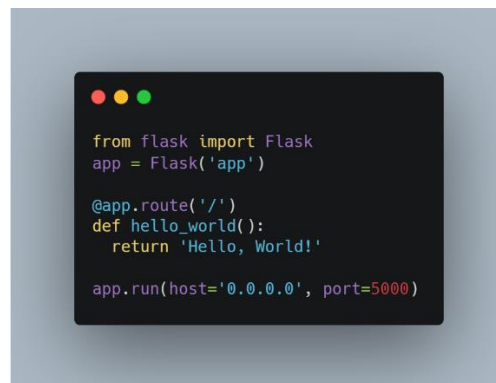 from flask import Flask
app = Flask('app')
@app.route('/')
def hello_world():
  return 'Hello, World!'
app.run(host='0.0.0.0', port=5000)